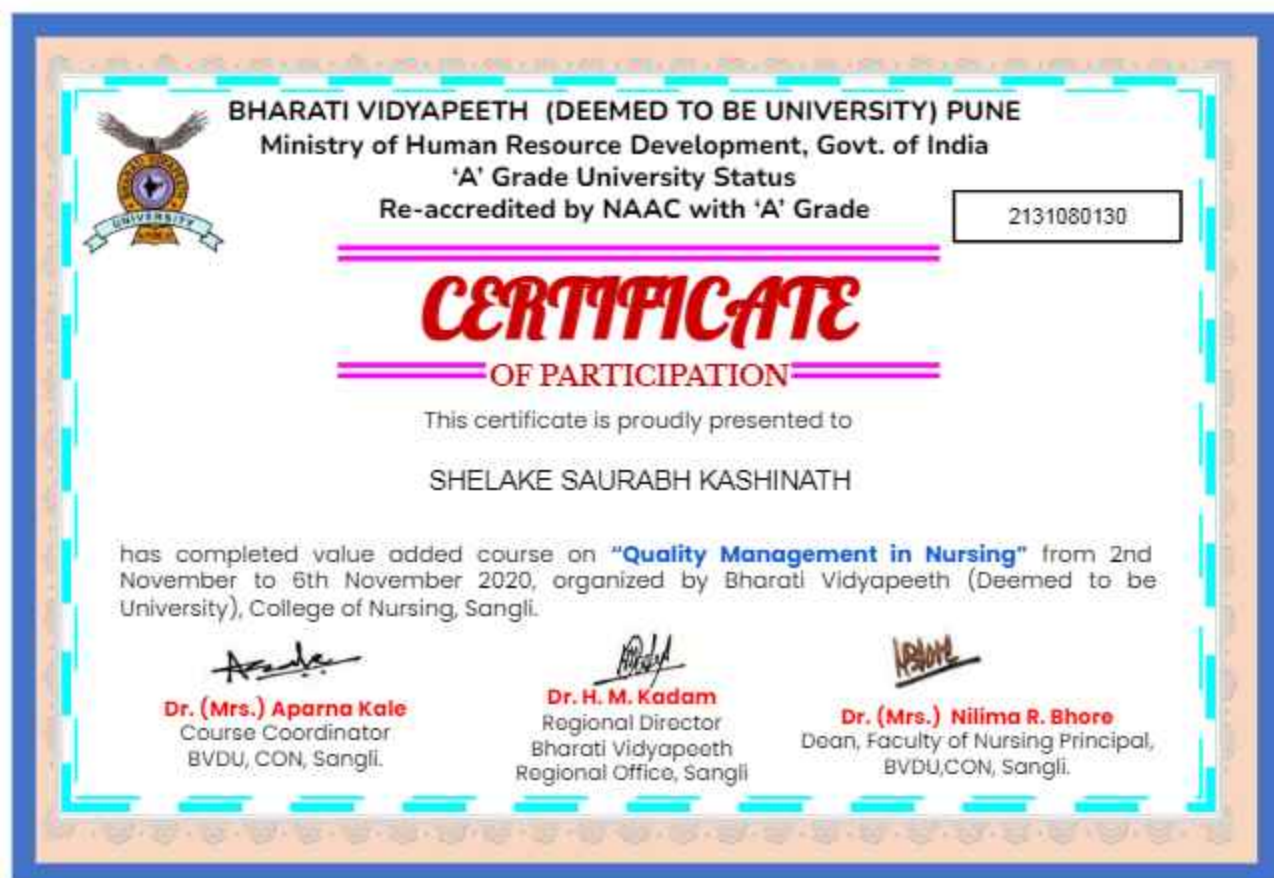 BHARATI VIDYAPEETH (DEEMED TO BE UNIVERSITY) PUNE
Ministry of Human Resource Development, Govt. of India
‘A’ Grade University Status
Re-accredited by NAAC with ‘A’ Grade
2131080130
BHARATI VIDYAPEETH
UNIVERSITY
CERTIFICATE
OF PARTICIPATION
This certificate is proudly presented to
SHELAKE SAURABH KASHINATH
has completed value added course on “Quality Management in Nursing” from 2nd
November to 6th November 2020, organized by Bharati Vidyapeeth (Deemed to be
University), College of Nursing, Sangli.
Dr. (Mrs.) Aparna Kale
Course Coordinator
BVDU, CON, Sangli.
Dr. H. M. Kadam
Regional Director
Bharati Vidyapeeth
Regional Office, Sangli
Dr. (Mrs.) Nilima R. Bhore
Dean, Faculty of Nursing Principal,
BVDU,CON, Sangli.